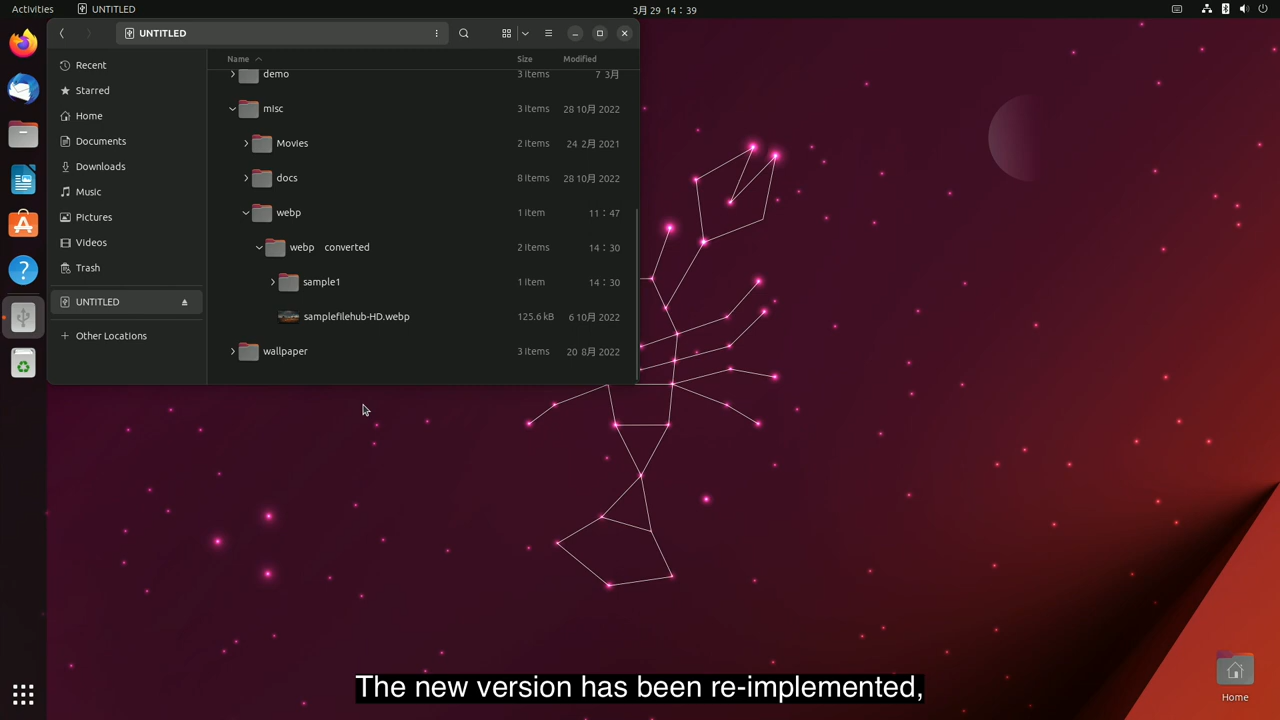 Activities UNTITLED 3月 29 14：39
UNTITLED
Name Size Modified
Recent
Starred
Home
Documents
Downloads
Music
Pictures
Videos
Trash
UNTITLED
Other Locations
demo 3 items 7 3月
misc 3 items 28 10月 2022
Movies 2 items 24 2月 2021
docs 8 items 28 10月 2022
webp 1 item 11：47
webp converted 2 items 14：30
sample1 1 item 14：30
samplefilehub-HD.webp 125.6 kB 6 10月 2022
wallpaper 3 items 20 8月 2022
The new version has been re-implemented,
Home